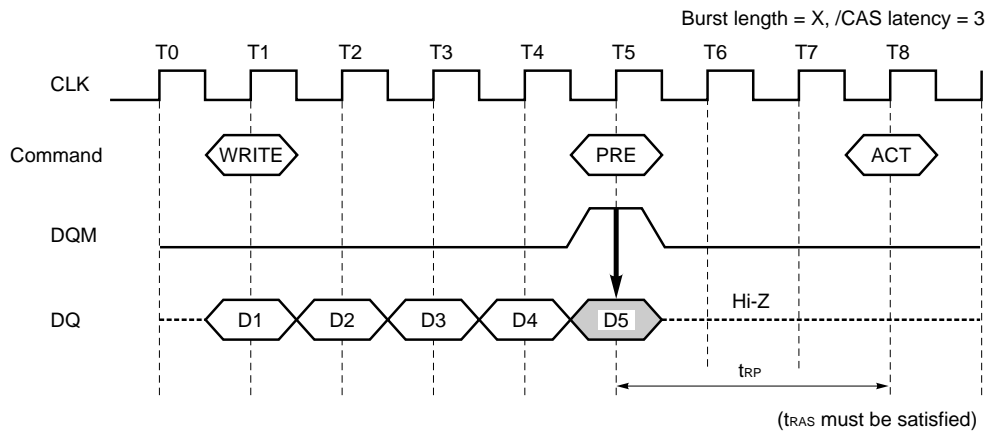 Burst length = X, /CAS latency = 3
T0 T1 T2 T3 T4 T5 T6 T7 T8
CLK
Command WRITE PRE ACT
DQM
Hi-Z
DQ D1 D2 D3 D4 D5
tRP
(tRAS must be satisfied)